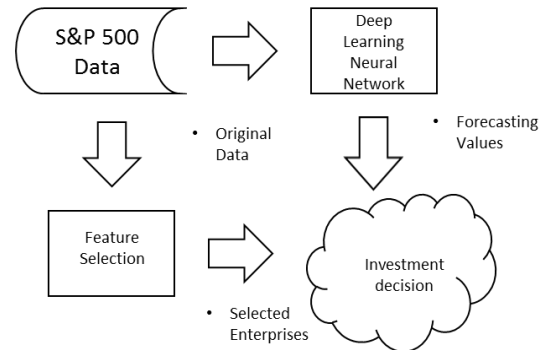 S&P 500
Data
Deep
Learning
Neural
Network
• Original
Data
• Forecasting
Values
Feature
Selection
Investment
decision
• Selected
Enterprises